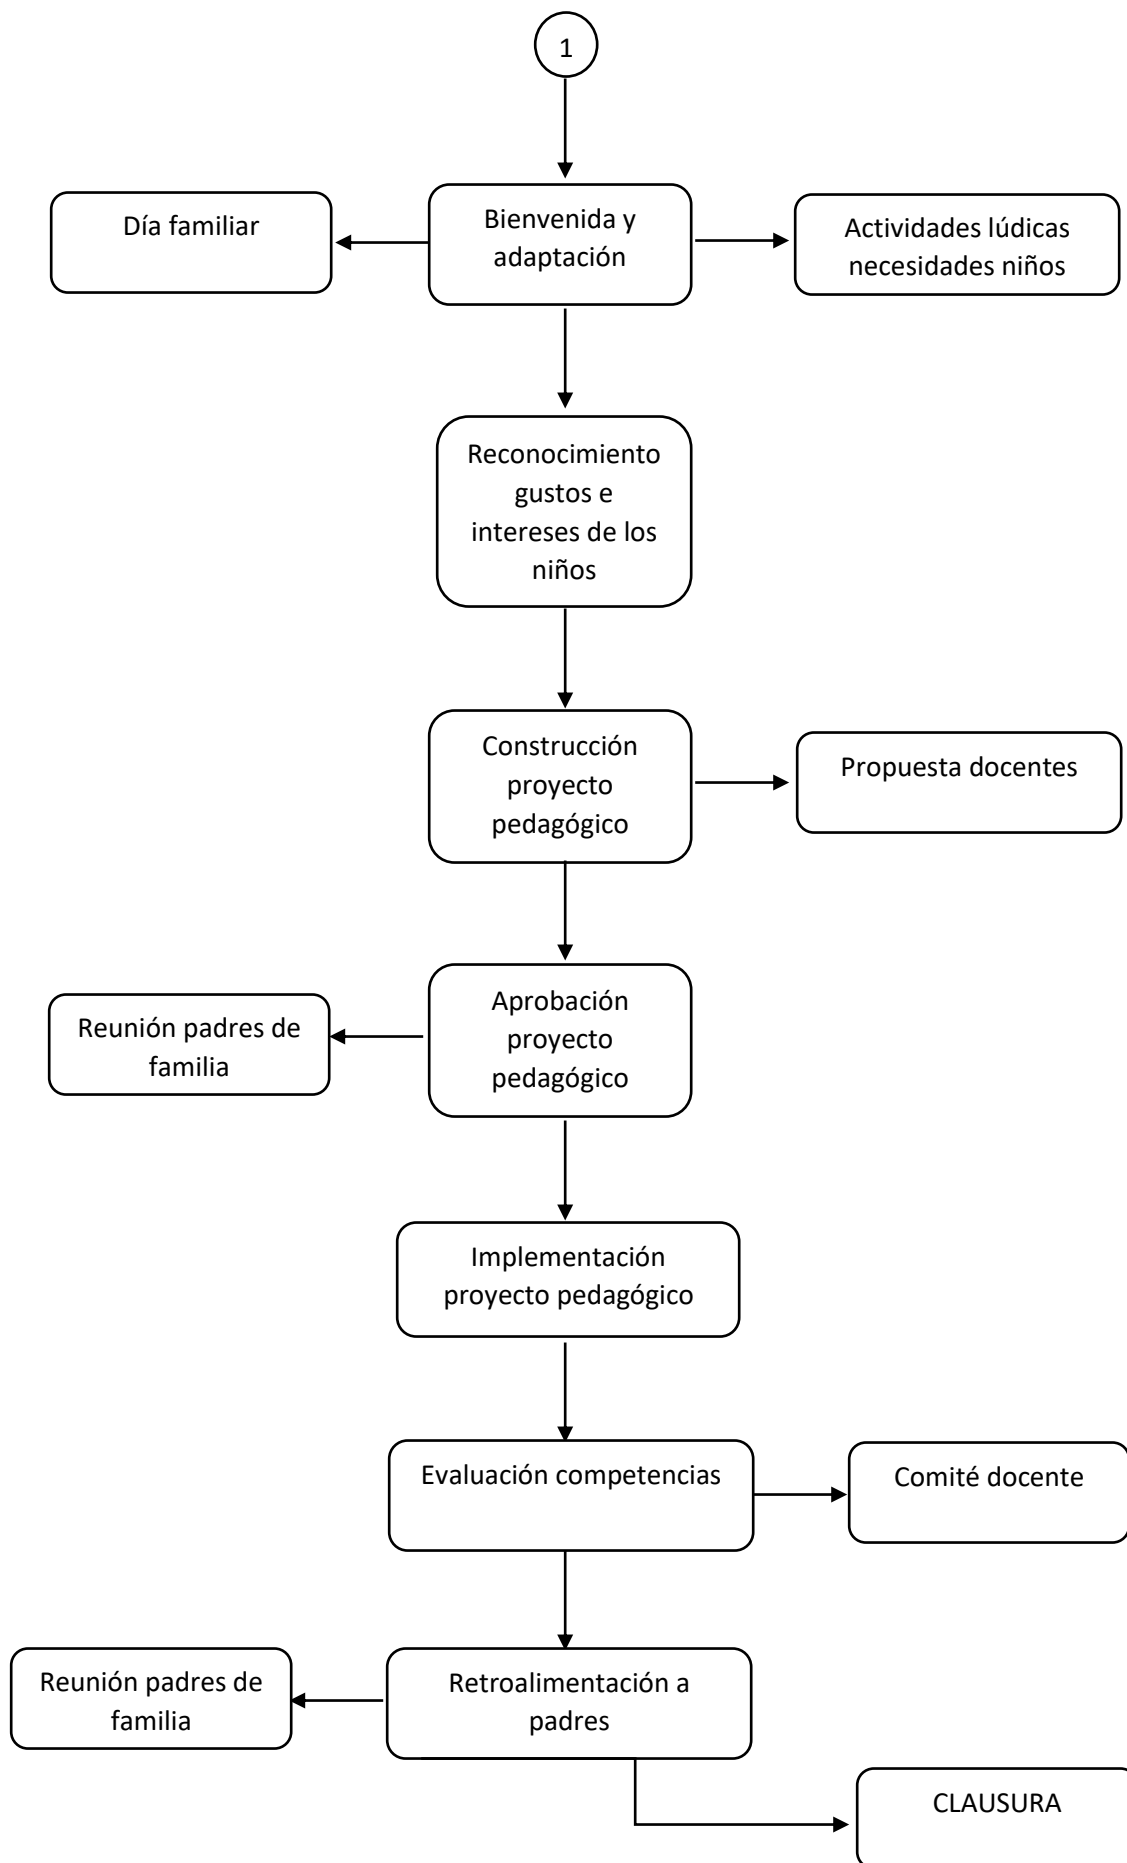 1
Día familiar
Bienvenida y
adaptación
Actividades lúdicas
necesidades niños
Reconocimiento
gustos e
intereses de los
niños
Construcción
proyecto
pedagógico
Propuesta docentes
Aprobación
proyecto
pedagógico
Reunión padres de
familia
Implementación
proyecto pedagógico
Evaluación competencias
Comité docente
Reunión padres de
familia
Retroalimentación a
padres
CLAUSURA